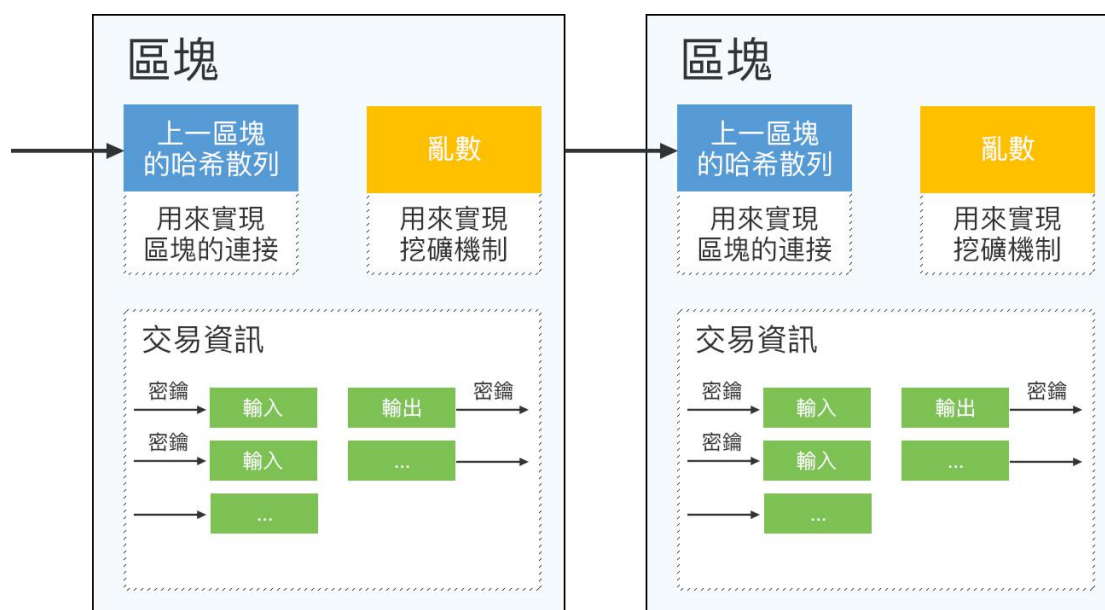 區塊
上一區塊
的哈希散列
亂數
用來實現
區塊的連接
用來實現
挖礦機制
交易資訊
密鑰
輸入
輸出
密鑰
密鑰
輸入
...
...
區塊
上一區塊
的哈希散列
亂數
用來實現
區塊的連接
用來實現
挖礦機制
交易資訊
密鑰
輸入
輸出
密鑰
密鑰
輸入
...
...